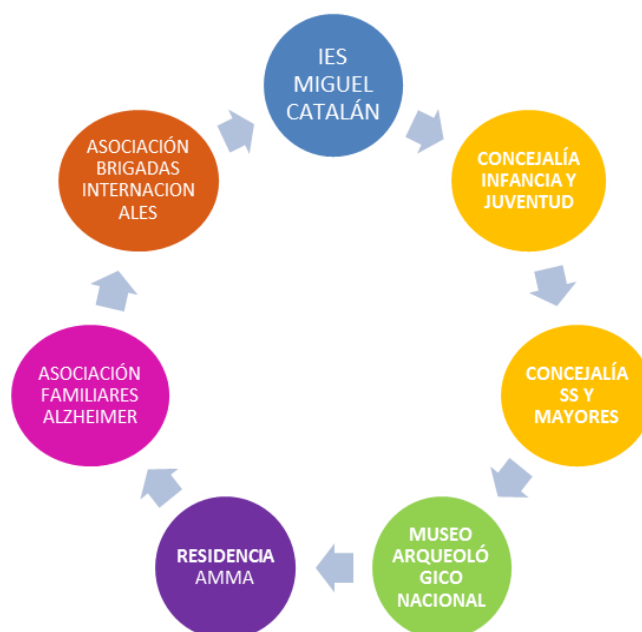 IES
MIGUEL
CATALÁN
CONCEJALÍA
INFANCIA Y
JUVENTUD
CONCEJALÍA
SS Y
MAYORES
MUSEO
ARQUEOLÓ
GICO
NACIONAL
RESIDENCIA
AMMA
ASOCIACIÓN
FAMILIARES
ALZHEIMER
ASOCIACIÓN
BRIGADAS
INTERNACION
ALES